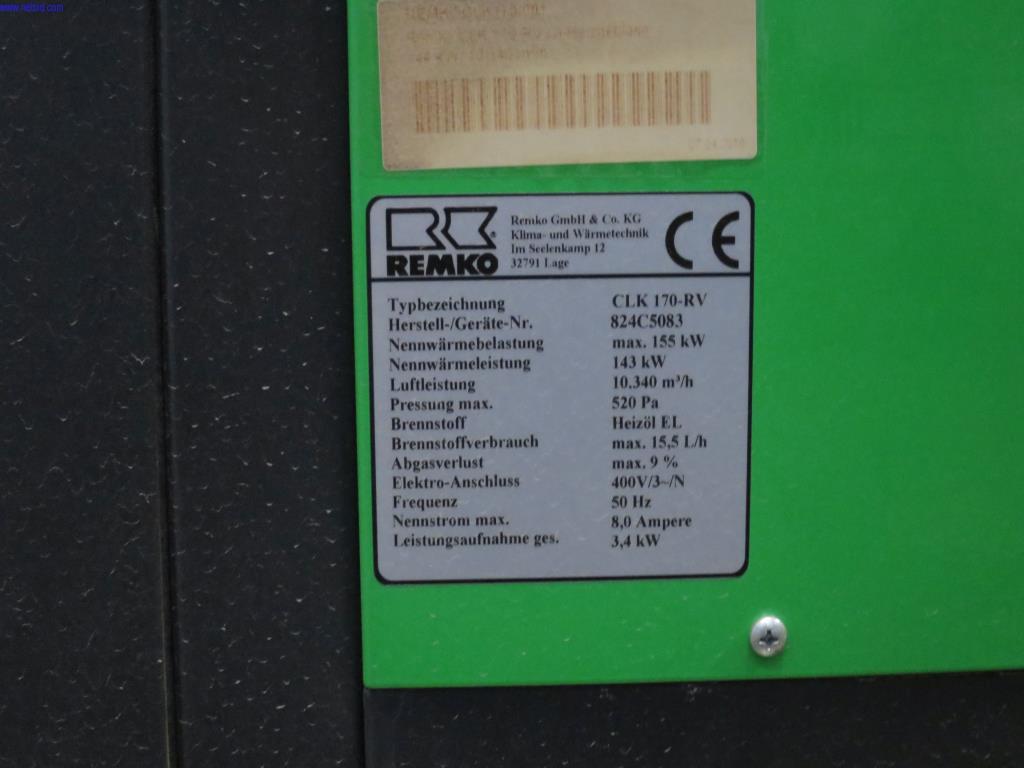 www.netbid.com
REMKO
Remko GmbH & Co. KG
Klima- und Wärmetechnik
Im Seelenkamp 12
32791 Lage
CE
Typbezeichnung CLK 170-RV
Herstell-/Geräte-Nr. 824C5083
Nennwärmebelastung max. 155 kW
Nennwärmeleistung 143 kW
Luftleistung 10.340 m³/h
Pressung max. 520 Pa
Brennstoff Heizöl EL
Brennstoffverbrauch max. 15,5 L/h
Abgasverlust max. 9 %
Elektro-Anschluss 400V/3~/N
Frequenz 50 Hz
Nennstrom max. 8,0 Ampere
Leistungsaufnahme ges. 3,4 kW